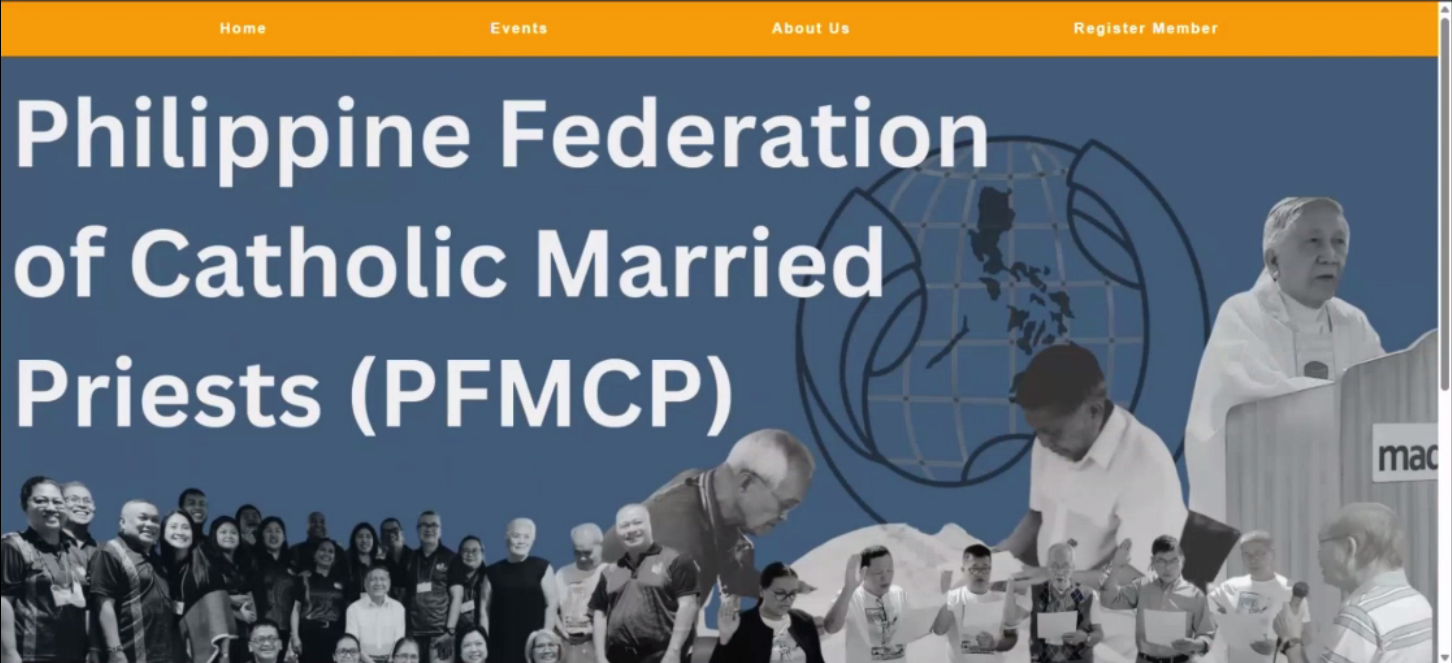 Home
Events
About Us
Register Member
Philippine Federation
of Catholic Married
Priests (PFMCP)
mac